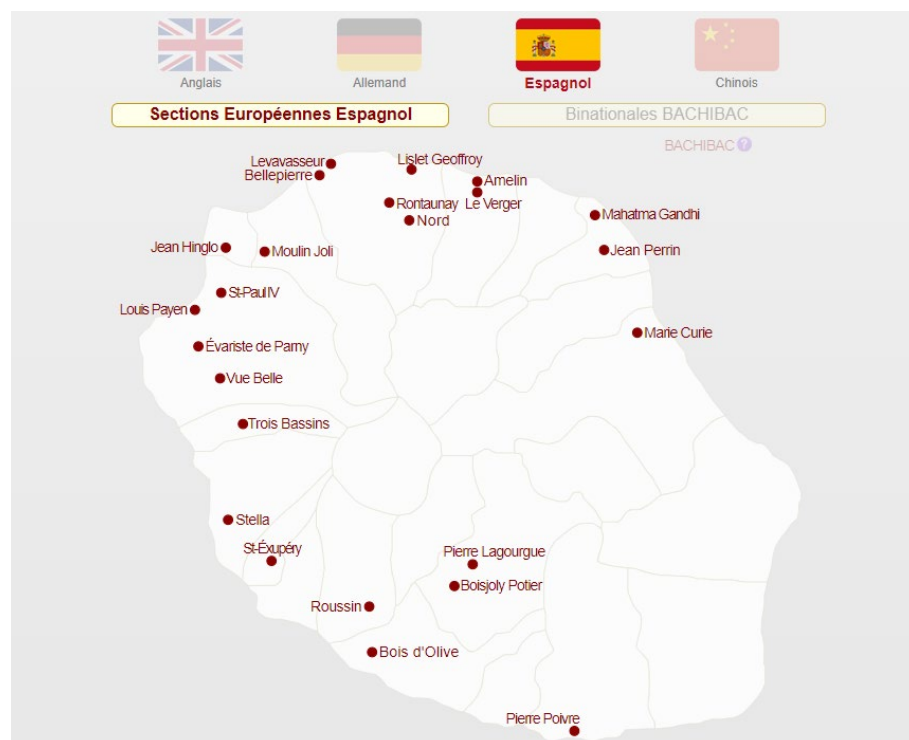 Anglais
Allemand
Espagnol
Chinois
Sections Européennes Espagnol
Binationales BACHIBAC
BACHIBAC ?
Levavasseur
Lislet Geoffroy
Bellepierre
Amelin
Rontaunay
Le Verger
Nord
Mahatma Gandhi
Jean Hinglo
Moulin Joli
Jean Perrin
St-Paul IV
Louis Payen
Marie Curie
Évariste de Parny
Vue Belle
Trois Bassins
Stella
St-Éxupéry
Pierre Lagourgue
Boisjoly Potier
Roussin
Bois d'Olive
Pierre Poivre